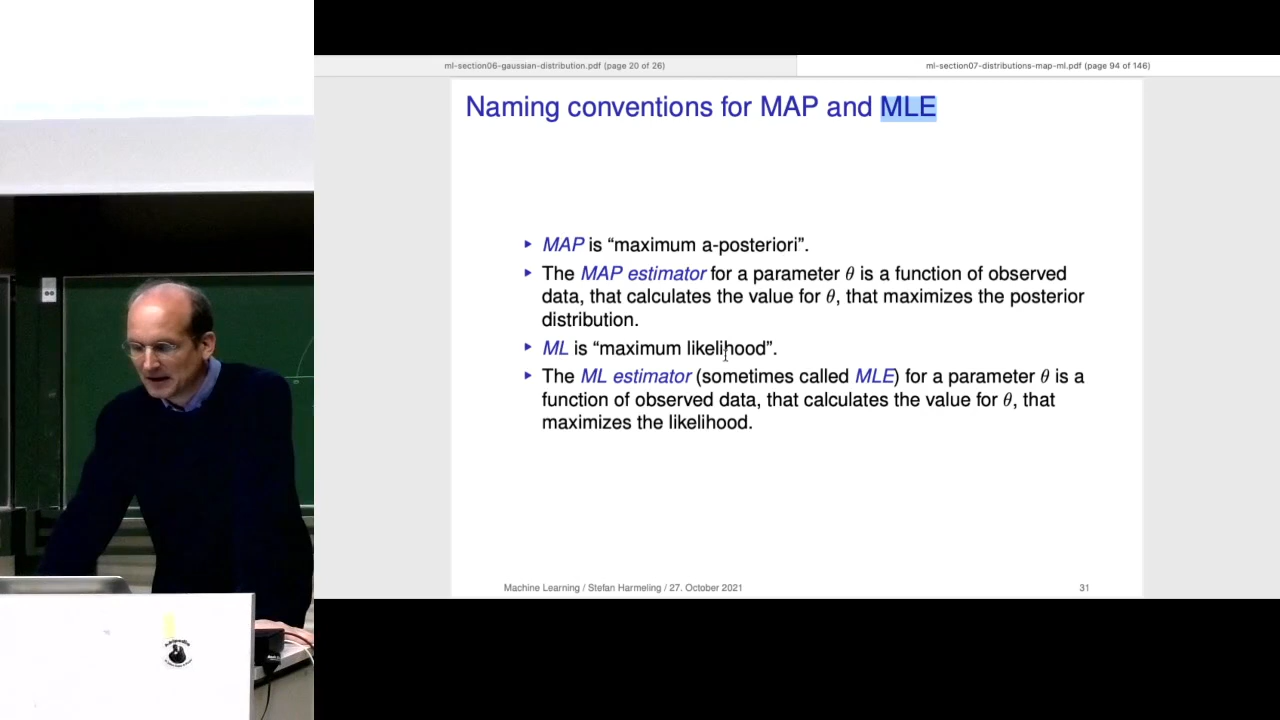 ml-section06-gaussian-distribution.pdf (page 20 of 26)
ml-section07-distributions-map-ml.pdf (page 94 of 146)
Naming conventions for MAP and MLE
▸ MAP is “maximum a-posteriori”.
▸ The MAP estimator for a parameter θ is a function of observed
data, that calculates the value for θ, that maximizes the posterior
distribution.
▸ ML is “maximum likelihood”.
▸ The ML estimator (sometimes called MLE) for a parameter θ is a
function of observed data, that calculates the value for θ, that
maximizes the likelihood.
Machine Learning / Stefan Harmeling / 27. October 2021
31